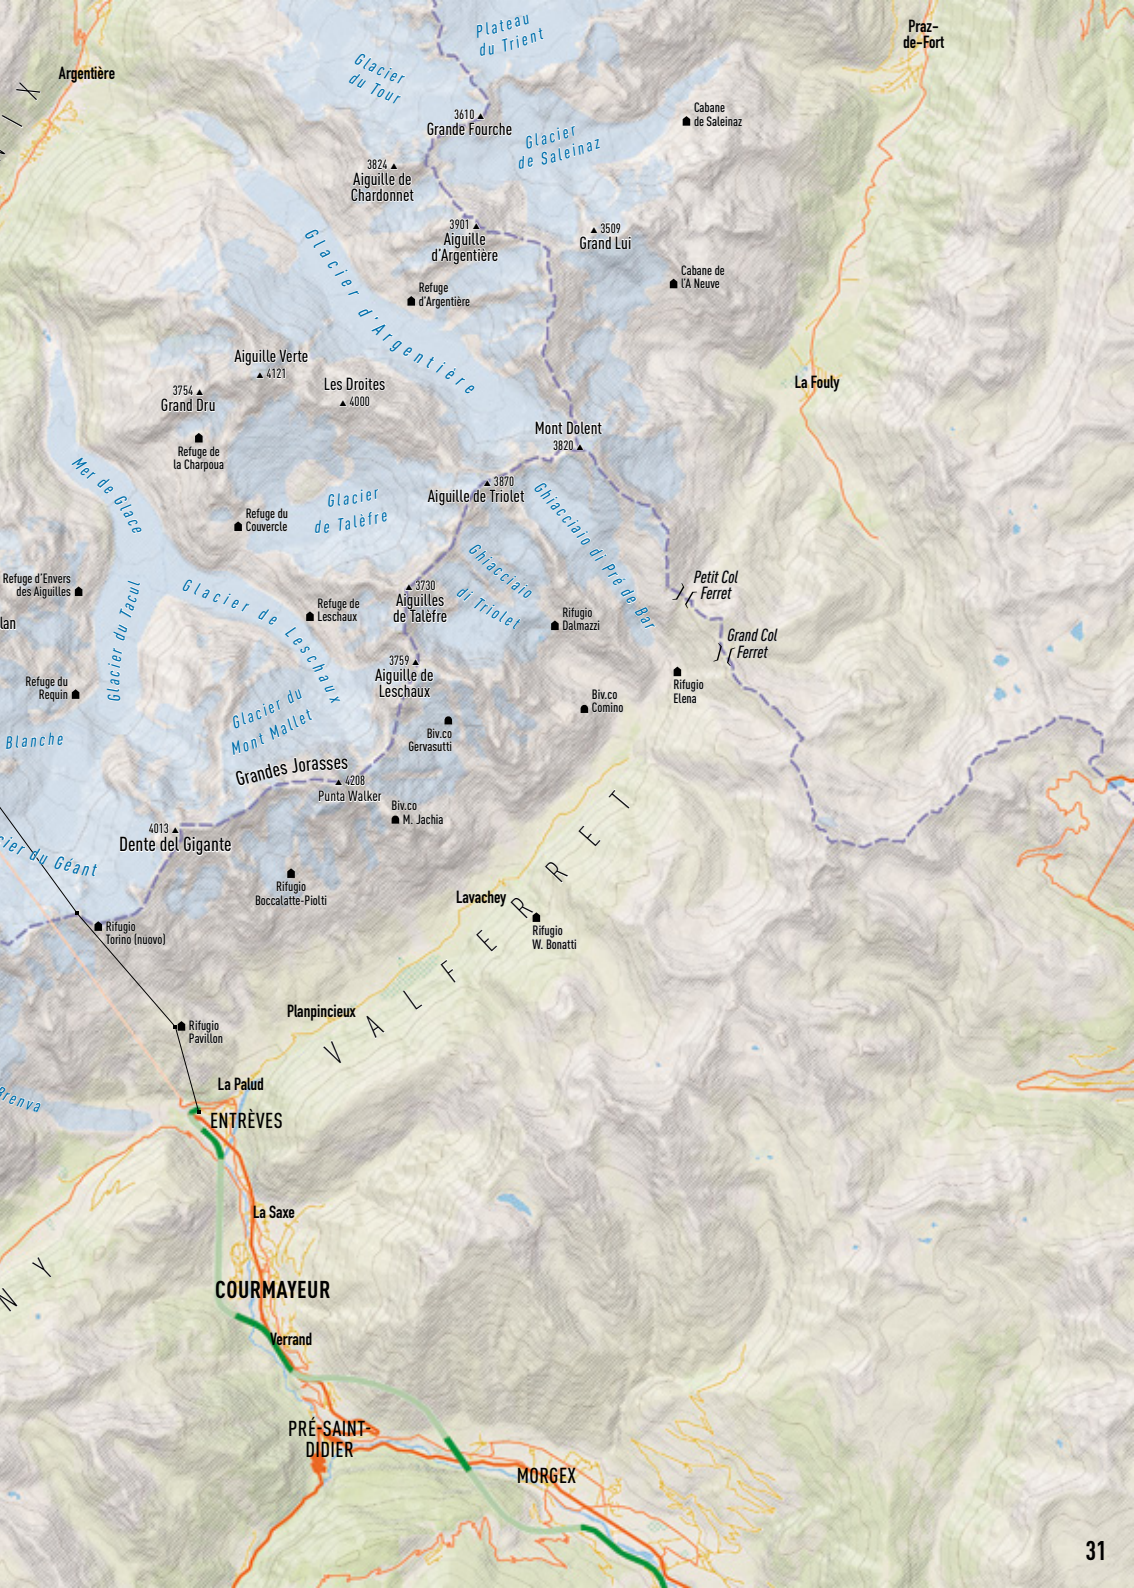 Plateau
du Trient
Praz-
de-Fort
Glacier
du Tour
Argentière
I X
3610
Grande Fourche
Cabane
de Saleinaz
Glacier
de Saleinaz
3824
Aiguille de
Chardonnet
3901
Aiguille
d'Argentière
3509
Grand Lui
Glacier d'Argentière
Cabane de
l'A Neuve
Refuge
d'Argentière
Aiguille Verte
4121
Les Droites
4000
3754
Grand Dru
La Fouly
Refuge de
la Charpoua
Mont Dolent
3820
Mer de Glace
3870
Aiguille de Triolet
Glacier
de Talèfre
Refuge du
Couvercle
Ghiacciaio di Pré de Bar
Ghiacciaio
di Triolet
Refuge d'Envers
des Aiguilles
lan
Glacier du Tacul
Glacier de Leschaux
Refuge de
Leschaux
3730
Aiguilles
de Talèfre
Rifugio
Dalmazzi
Petit Col
Ferret
Grand Col
Ferret
3759
Aiguille de
Leschaux
Refuge du
Requin
Rifugio
Elena
Biv.co
Comino
Glacier du
Mont Mallet
Biv.co
Gervasutti
Blanche
Grandes Jorasses
4208
Punta Walker
Biv.co
M. Jachia
4013
Dente del Gigante
cier du Géant
Rifugio
Boccalatte-Piolti
Lavachey
Rifugio
W. Bonatti
VAL FERRET
Rifugio
Torino (nuovo)
Planpincieux
Rifugio
Pavillon
La Palud
Brenva
ENTRÈVES
La Saxe
N Y
COURMAYEUR
Verrand
PRÉ-SAINT-
DIDIER
MORGEX
31